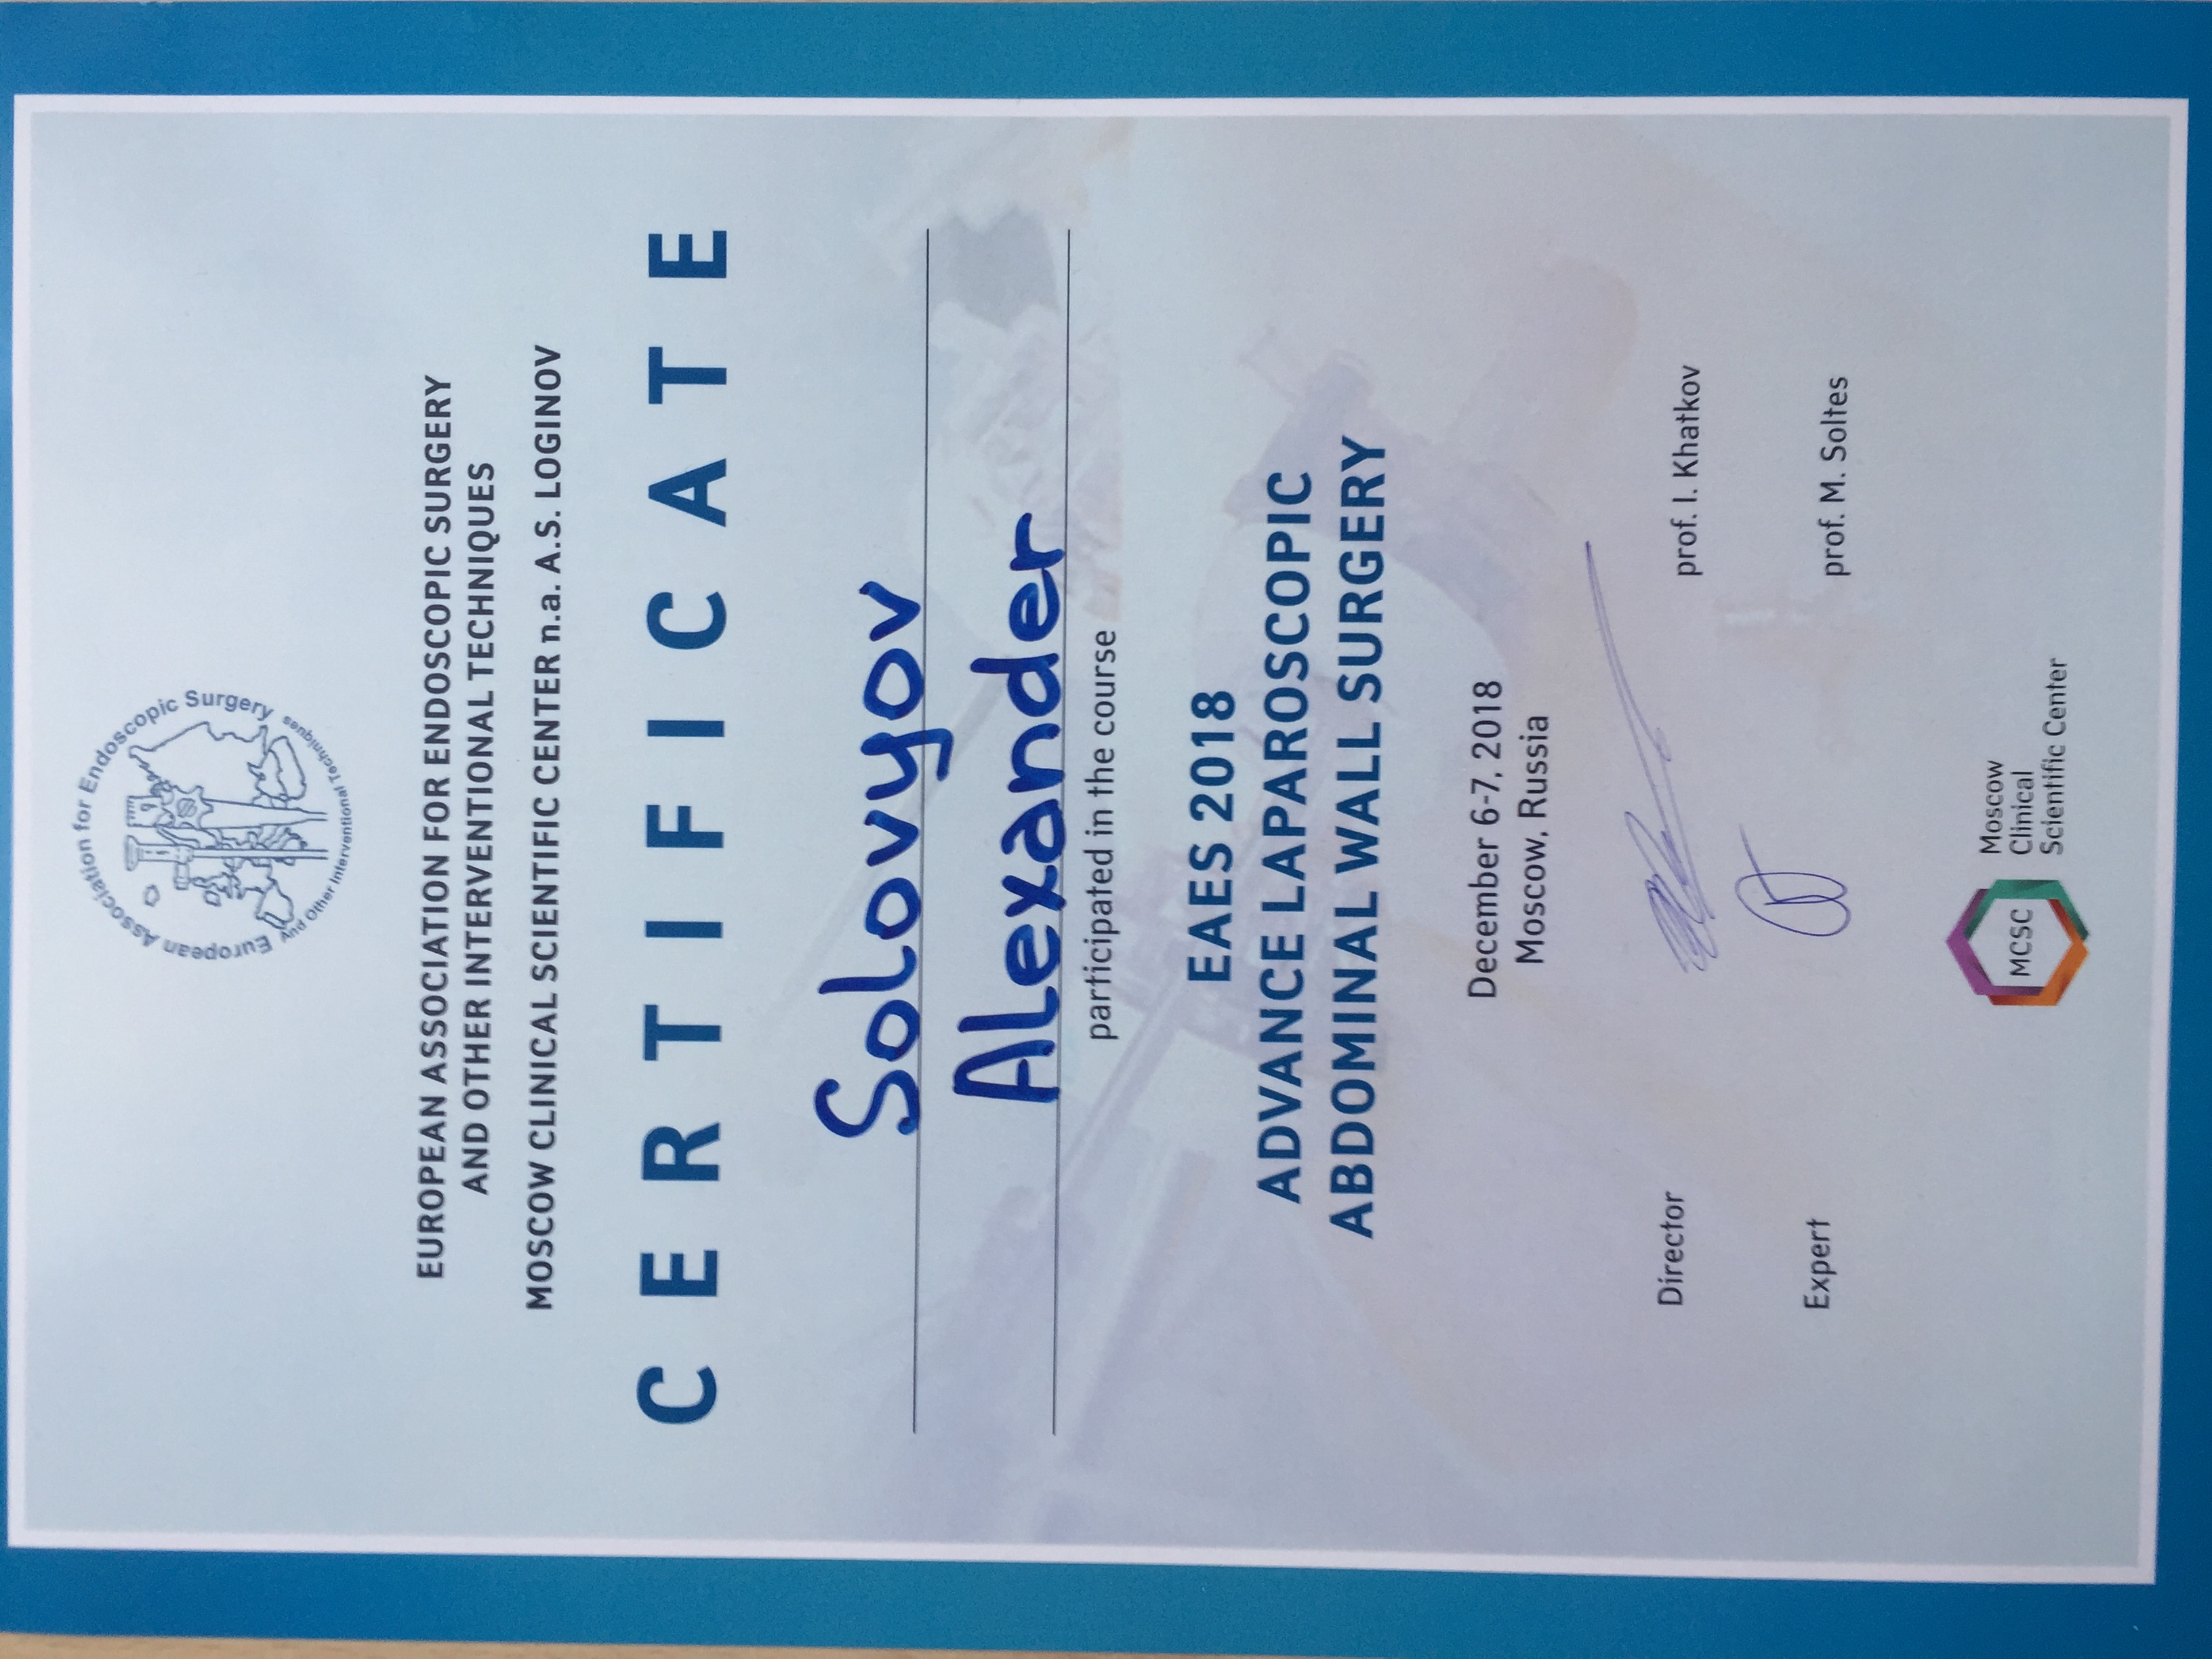 European Association for Endoscopic Surgery
And Other Interventional Techniques
EUROPEAN ASSOCIATION FOR ENDOSCOPIC SURGERY
AND OTHER INTERVENTIONAL TECHNIQUES
MOSCOW CLINICAL SCIENTIFIC CENTER n.a. A.S. LOGINOV
CERTIFICATE
Solovyov
Alexander
participated in the course
EAES 2018
ADVANCE LAPAROSCOPIC
ABDOMINAL WALL SURGERY
December 6-7, 2018
Moscow, Russia
Director prof. I. Khatkov
Expert prof. M. Soltes
MCSC
Moscow
Clinical
Scientific Center